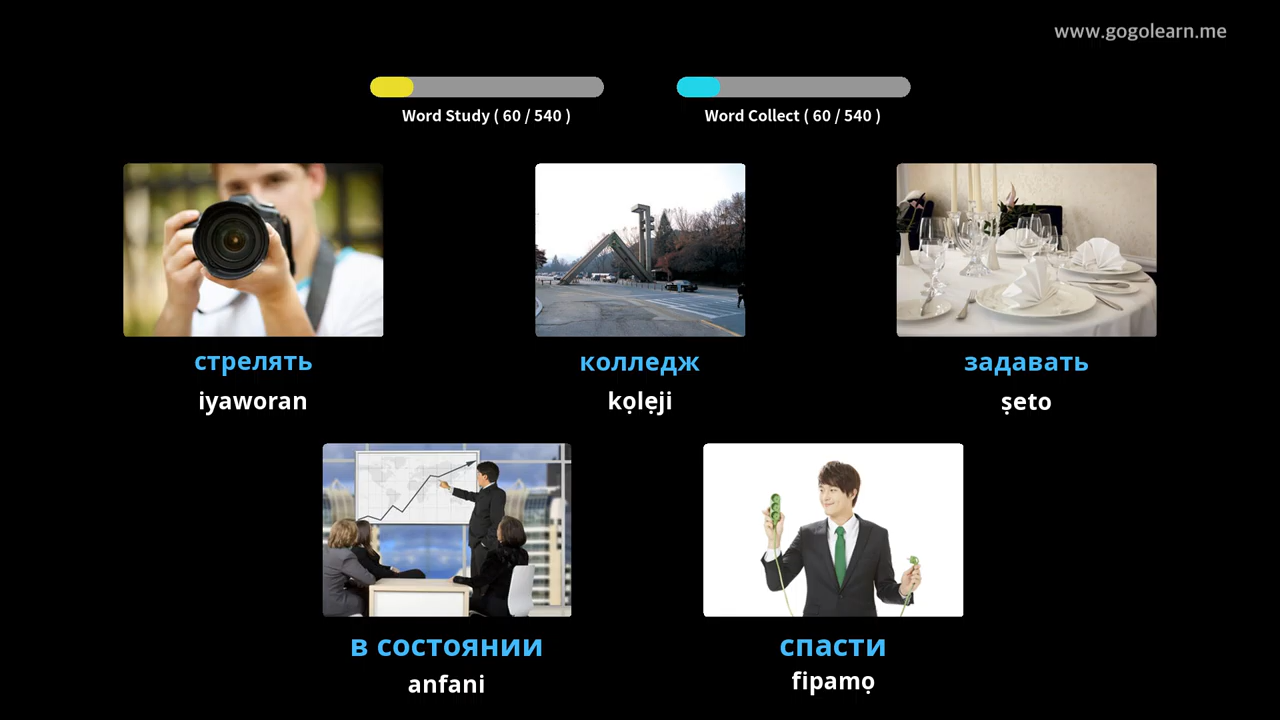 www.gogolearn.me
Word Study ( 60 / 540 )
Word Collect ( 60 / 540 )
стрелять
iyaworan
колледж
kọlẹji
задавать
ṣeto
в состоянии
anfani
спасти
fipamọ